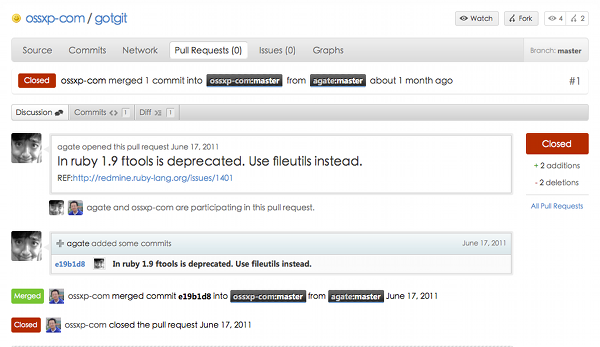 ossxp-com / gotgit
Watch Fork 4 2
Source Commits Network Pull Requests (0) Issues (0) Graphs Branch: master
Closed ossxp-com merged 1 commit into ossxp-com:master from agate:master about 1 month ago #1
Discussion Commits 1 Diff 1
agate opened this pull request June 17, 2011
In ruby 1.9 ftools is deprecated. Use fileutils instead.
REF:http://redmine.ruby-lang.org/issues/1401
Closed
+ 2 additions
- 2 deletions
All Pull Requests
agate and ossxp-com are participating in this pull request.
agate added some commits June 17, 2011
e19b1d8 In ruby 1.9 ftools is deprecated. Use fileutils instead.
Merged ossxp-com merged commit e19b1d8 into ossxp-com:master from agate:master June 17, 2011
Closed ossxp-com closed the pull request June 17, 2011